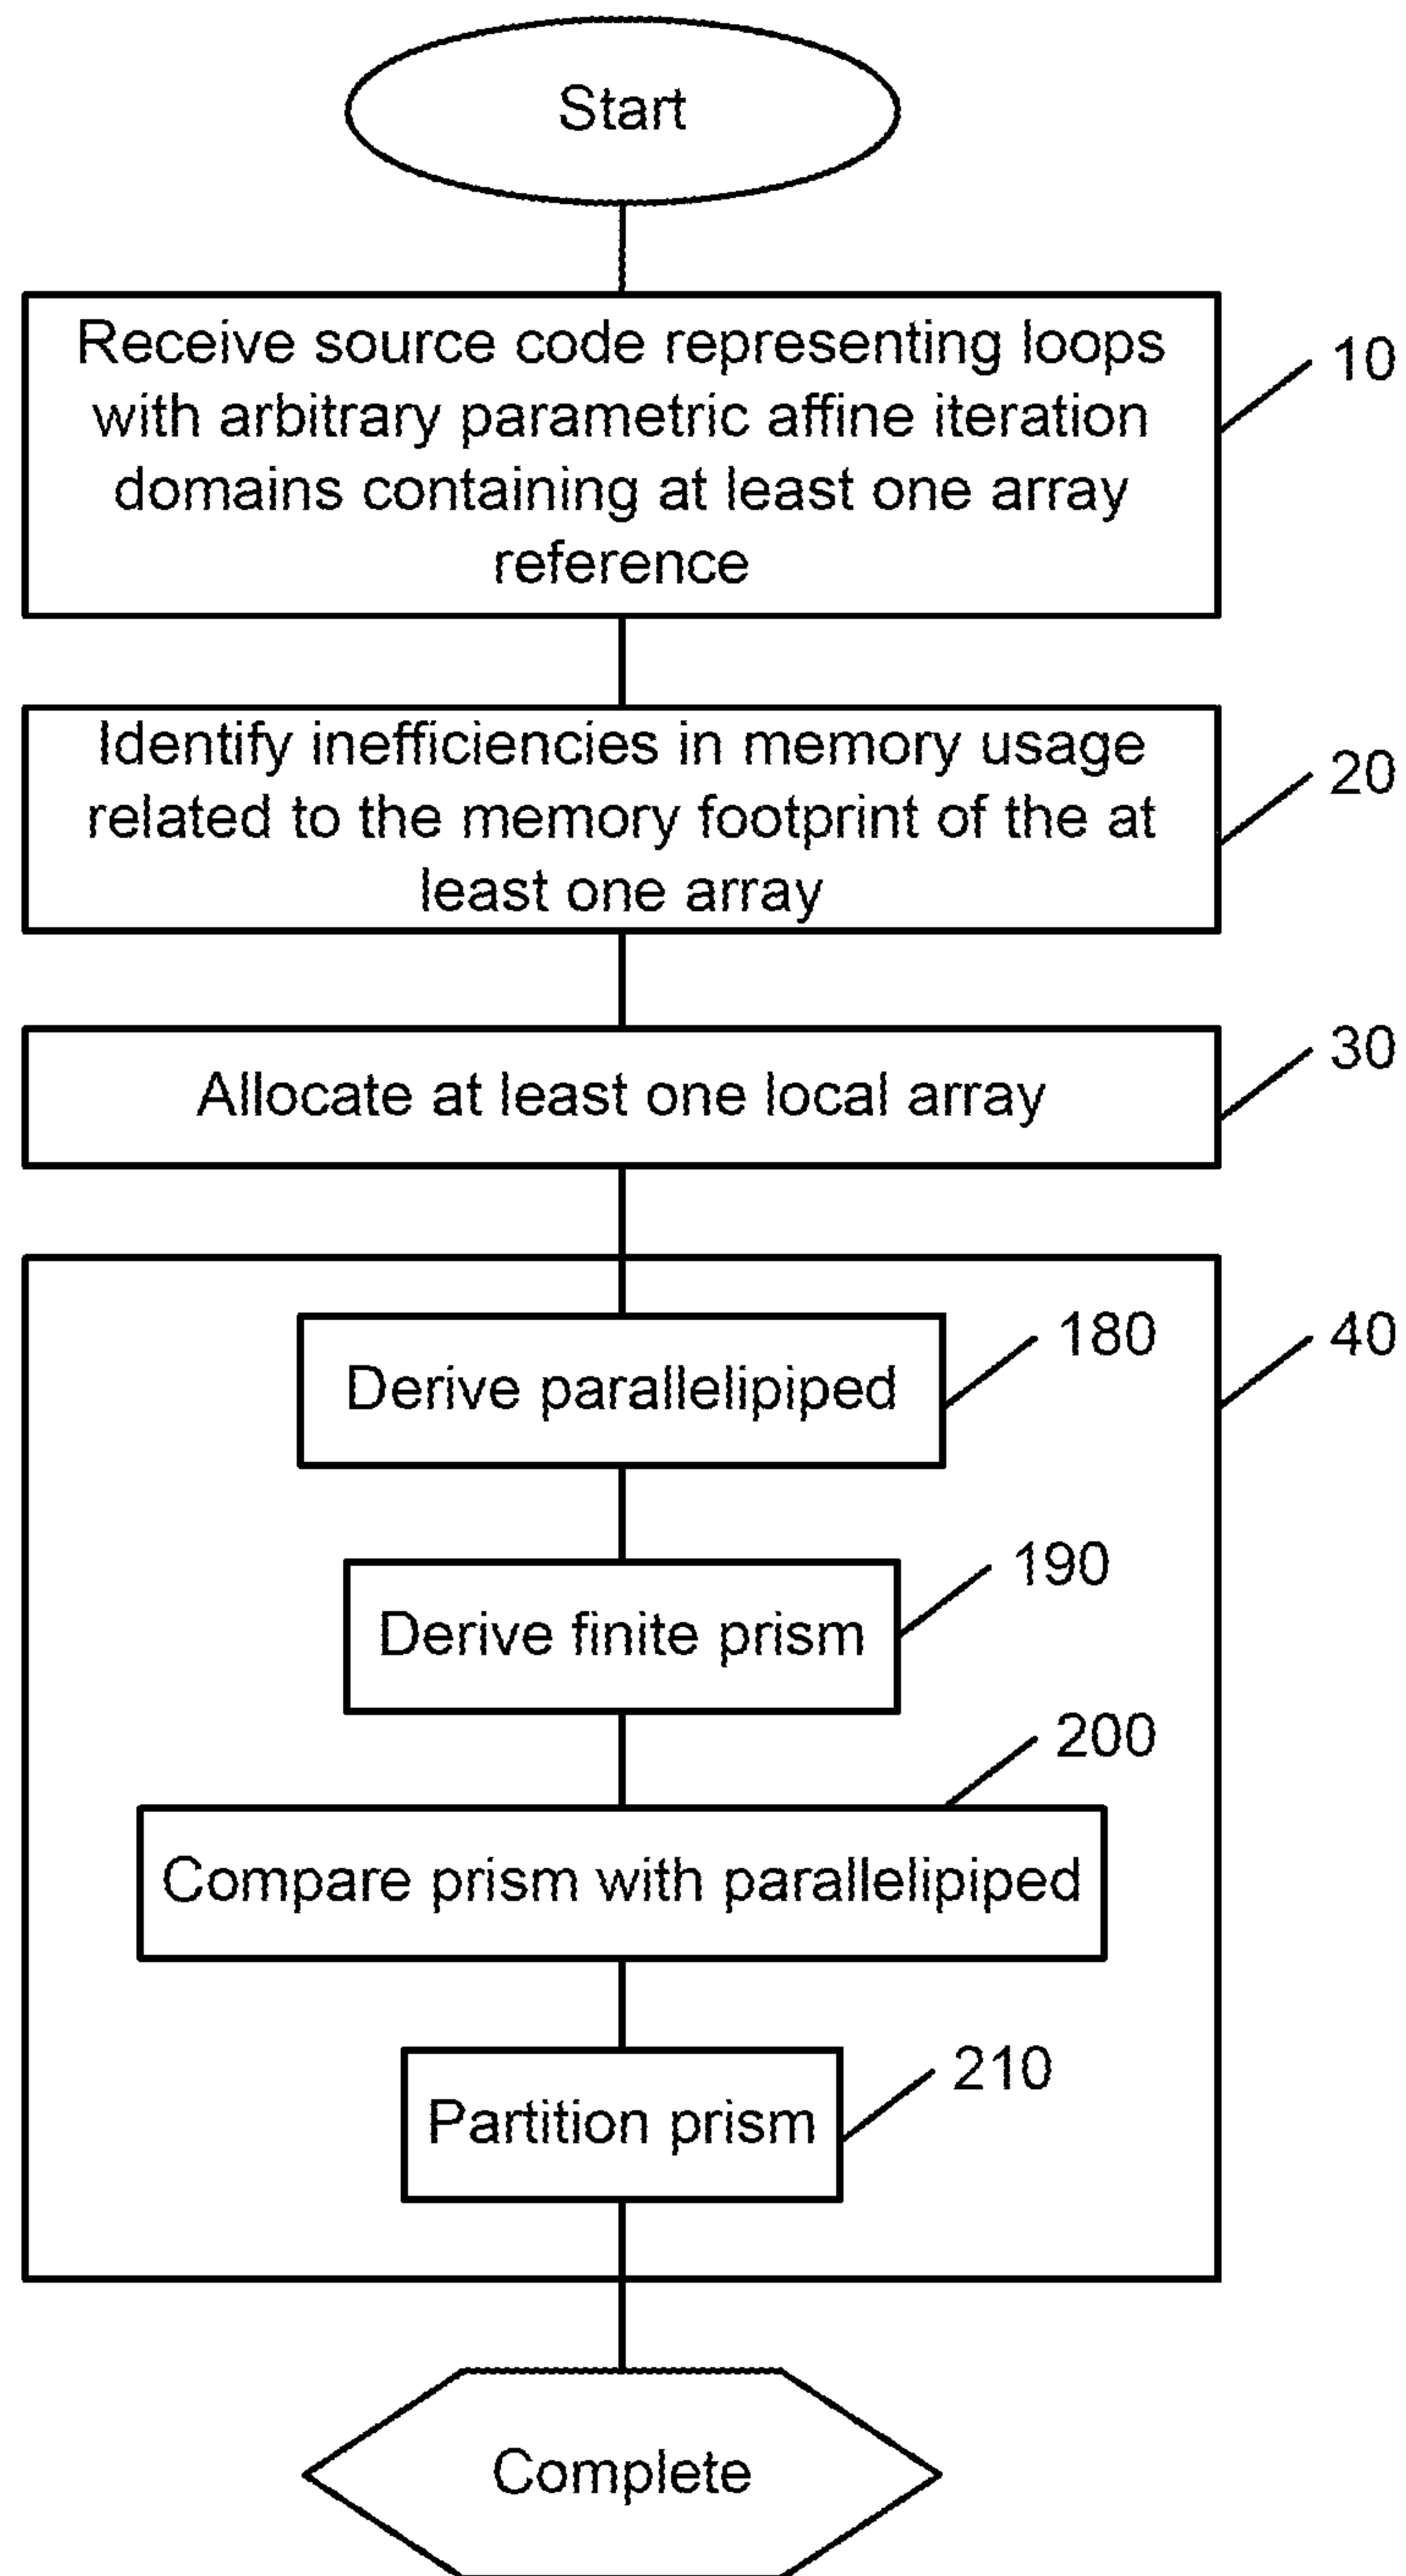 Start
Receive source code representing loops
with arbitrary parametric affine iteration
domains containing at least one array
reference
10
Identify inefficiencies in memory usage
related to the memory footprint of the at
least one array
20
Allocate at least one local array
30
40
Derive parallelipiped
180
Derive finite prism
190
Compare prism with parallelipiped
200
Partition prism
210
Complete